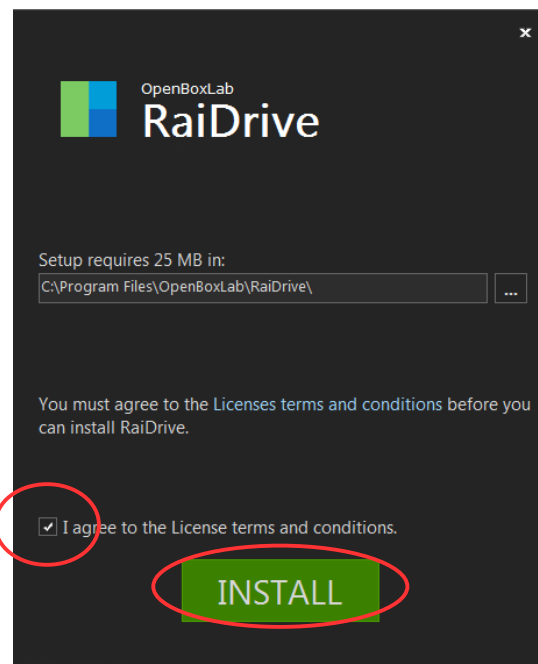 OpenBoxLab
RaiDrive
Setup requires 25 MB in:
C:\Program Files\OpenBoxLab\RaiDrive\
...
You must agree to the Licenses terms and conditions before you
can install RaiDrive.
I agree to the License terms and conditions.
INSTALL